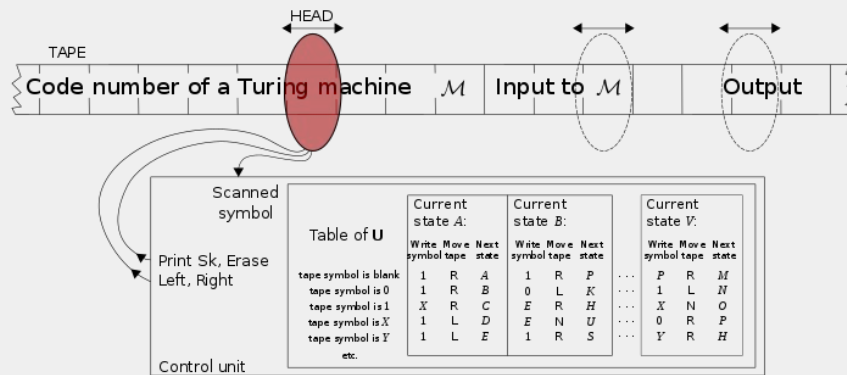 HEAD
TAPE
Code number of a Turing machine ℳ Input to ℳ Output
Scanned
symbol
Print Sk, Erase
Left, Right
Control unit
Table of U
Current Current Current
state A: state B: state V:
Write Move Next Write Move Next Write Move Next
symbol tape state symbol tape state symbol tape state
tape symbol is blank 1 R A 1 R P ... P R M
tape symbol is 0 1 R B 0 L K ... 1 L N
tape symbol is 1 X R C E R H ... X N O
tape symbol is X 1 L D E N U ... 0 R P
tape symbol is Y 1 L E 1 R S ... Y R H
etc.